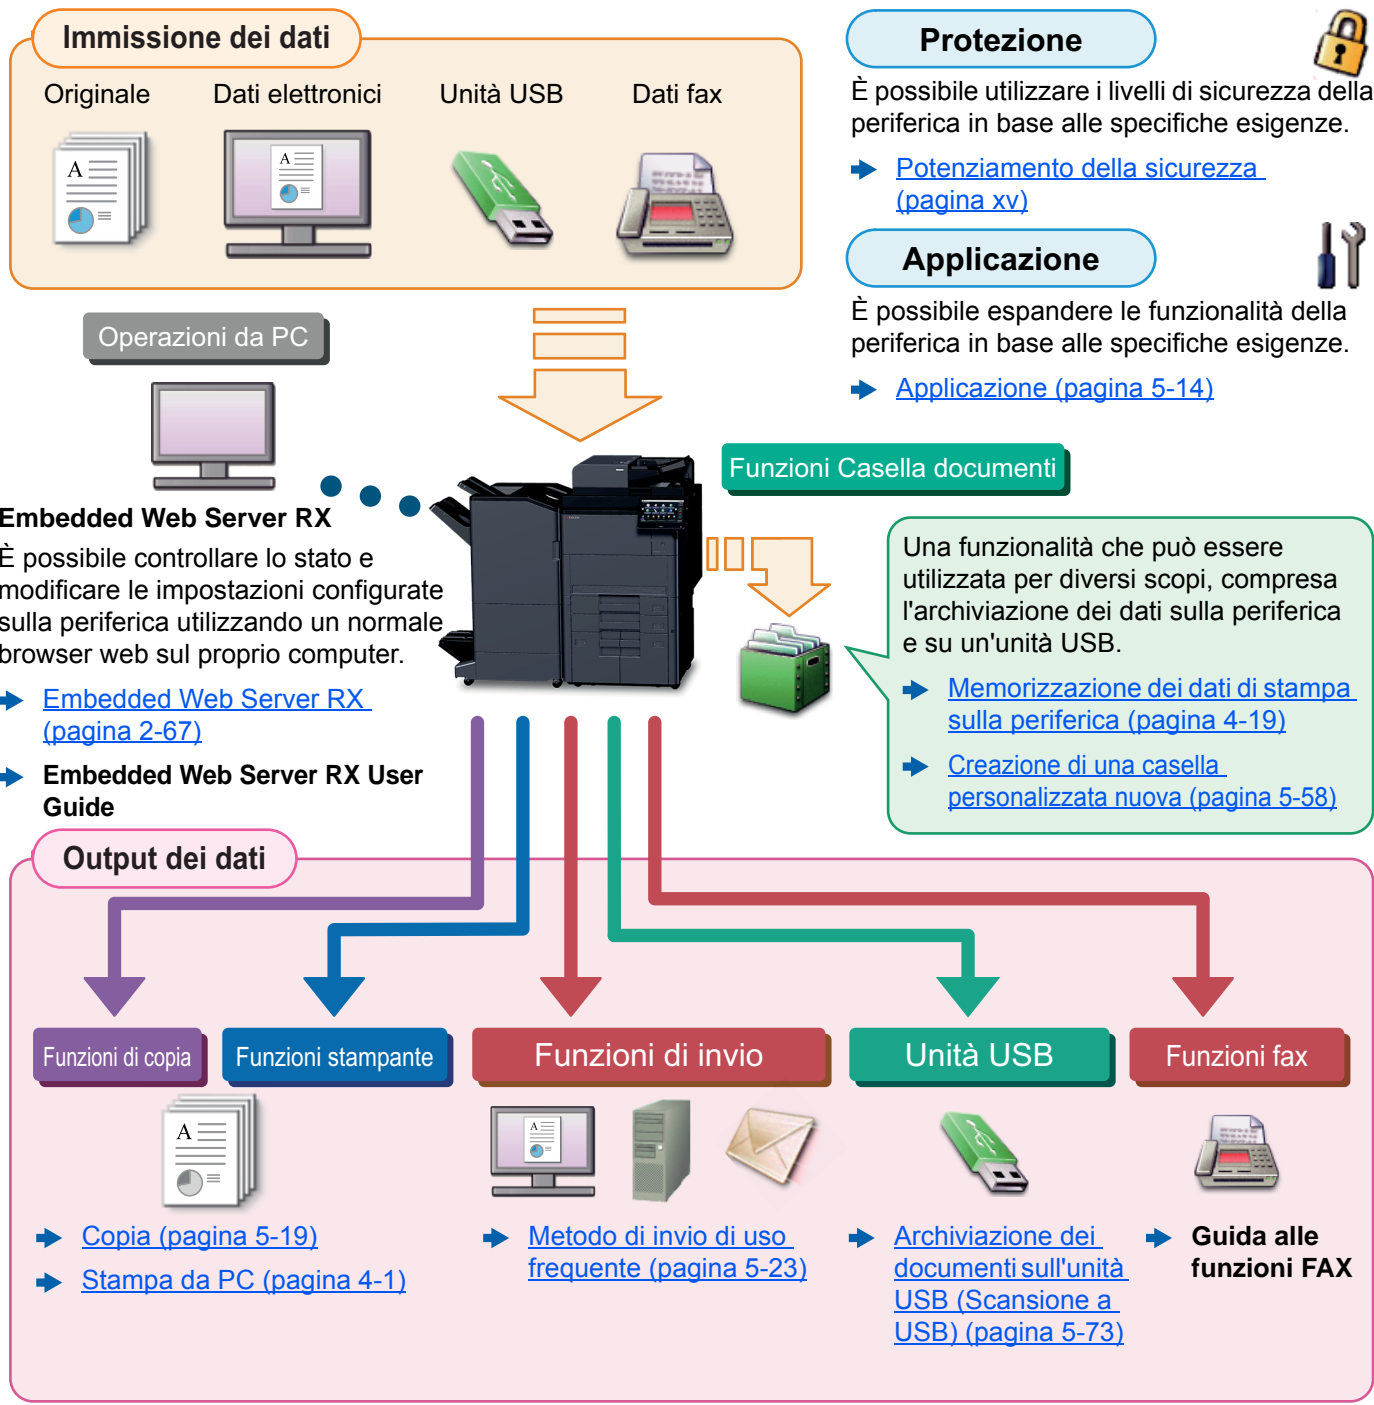 Immissione dei dati
Originale
Dati elettronici
Unità USB
Dati fax
Protezione
È possibile utilizzare i livelli di sicurezza della
periferica in base alle specifiche esigenze.
Potenziamento della sicurezza
(pagina xv)
Applicazione
È possibile espandere le funzionalità della
periferica in base alle specifiche esigenze.
Applicazione (pagina 5-14)
Operazioni da PC
Embedded Web Server RX
È possibile controllare lo stato e
modificare le impostazioni configurate
sulla periferica utilizzando un normale
browser web sul proprio computer.
Embedded Web Server RX
(pagina 2-67)
Embedded Web Server RX User
Guide
Funzioni Casella documenti
Una funzionalità che può essere
utilizzata per diversi scopi, compresa
l'archiviazione dei dati sulla periferica
e su un'unità USB.
Memorizzazione dei dati di stampa
sulla periferica (pagina 4-19)
Creazione di una casella
personalizzata nuova (pagina 5-58)
Output dei dati
Funzioni di copia
Funzioni stampante
Funzioni di invio
Unità USB
Funzioni fax
Copia (pagina 5-19)
Stampa da PC (pagina 4-1)
Metodo di invio di uso
frequente (pagina 5-23)
Archiviazione dei
documenti sull'unità
USB (Scansione a
USB) (pagina 5-73)
Guida alle
funzioni FAX